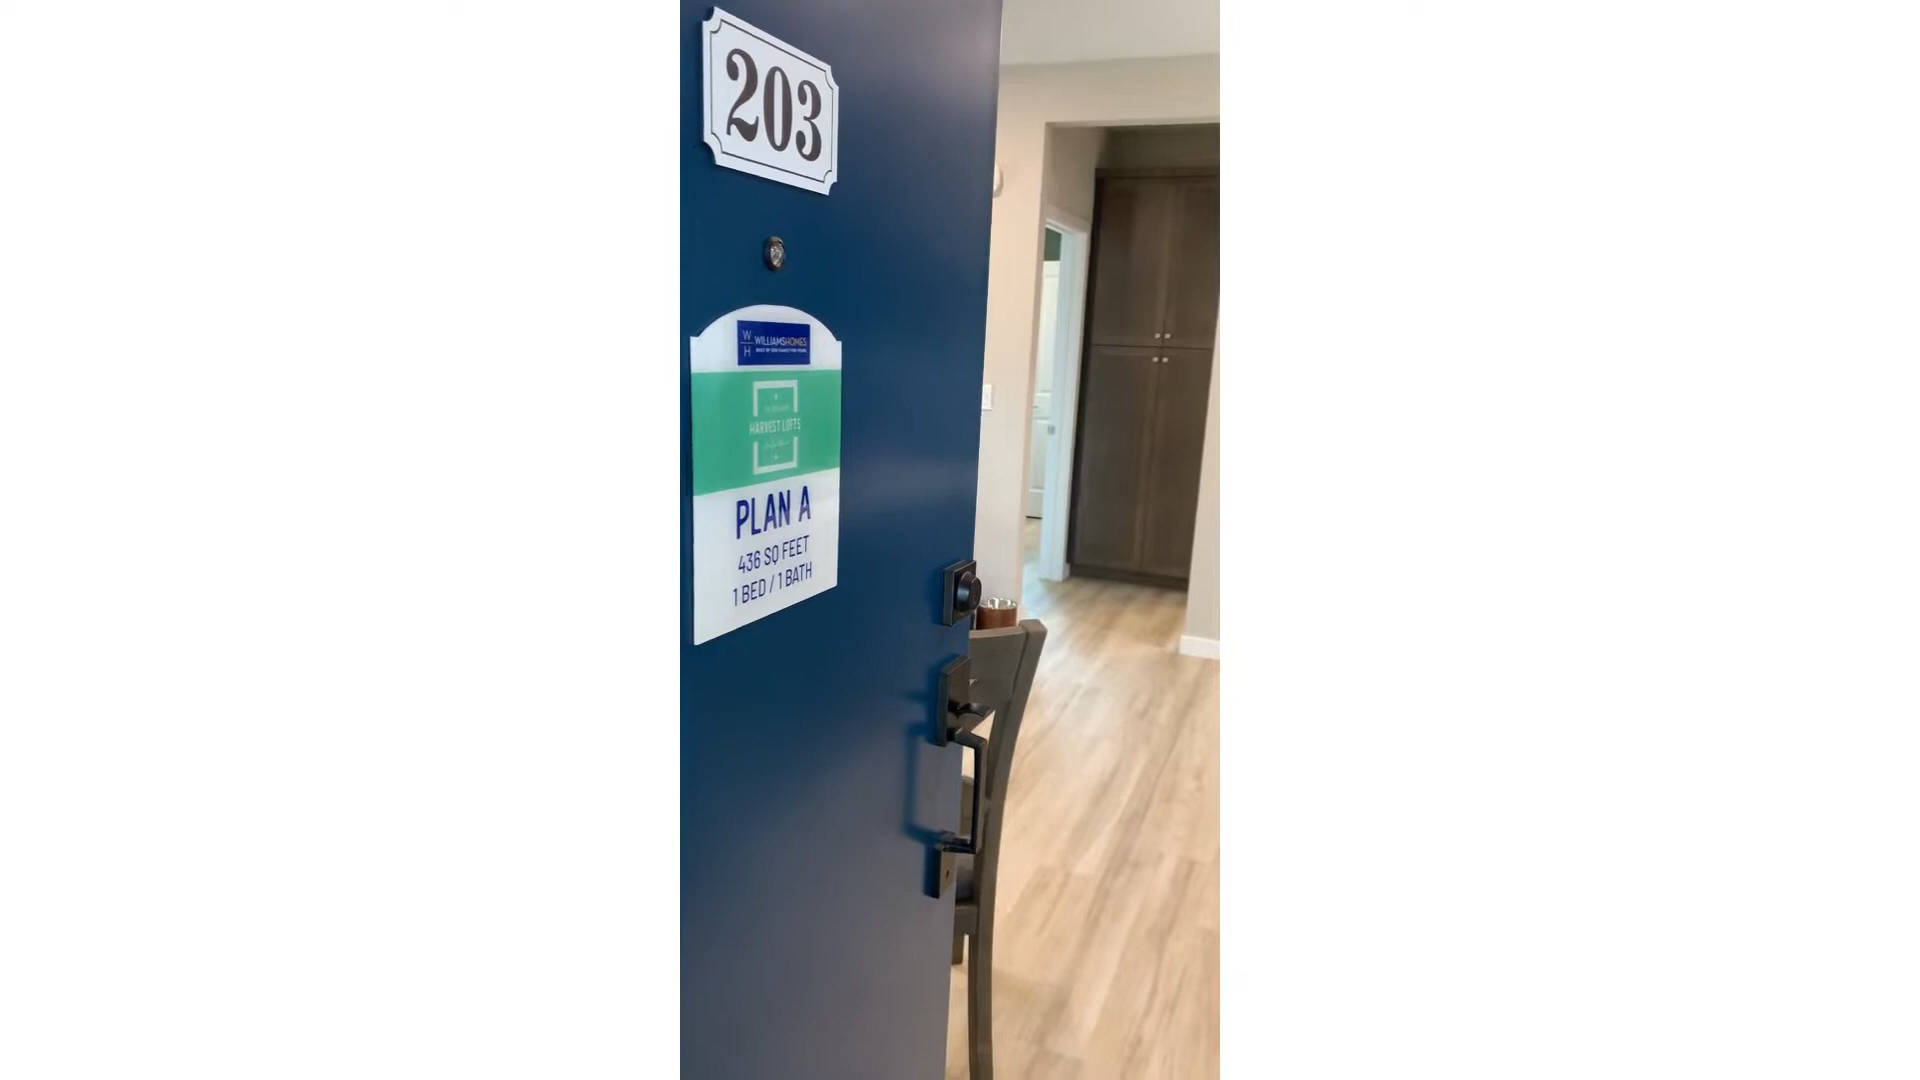 203
W
H
WILLIAMSHOMES
HARVEST LOFTS
PLAN A
436 SQ FEET
1 BED / 1 BATH